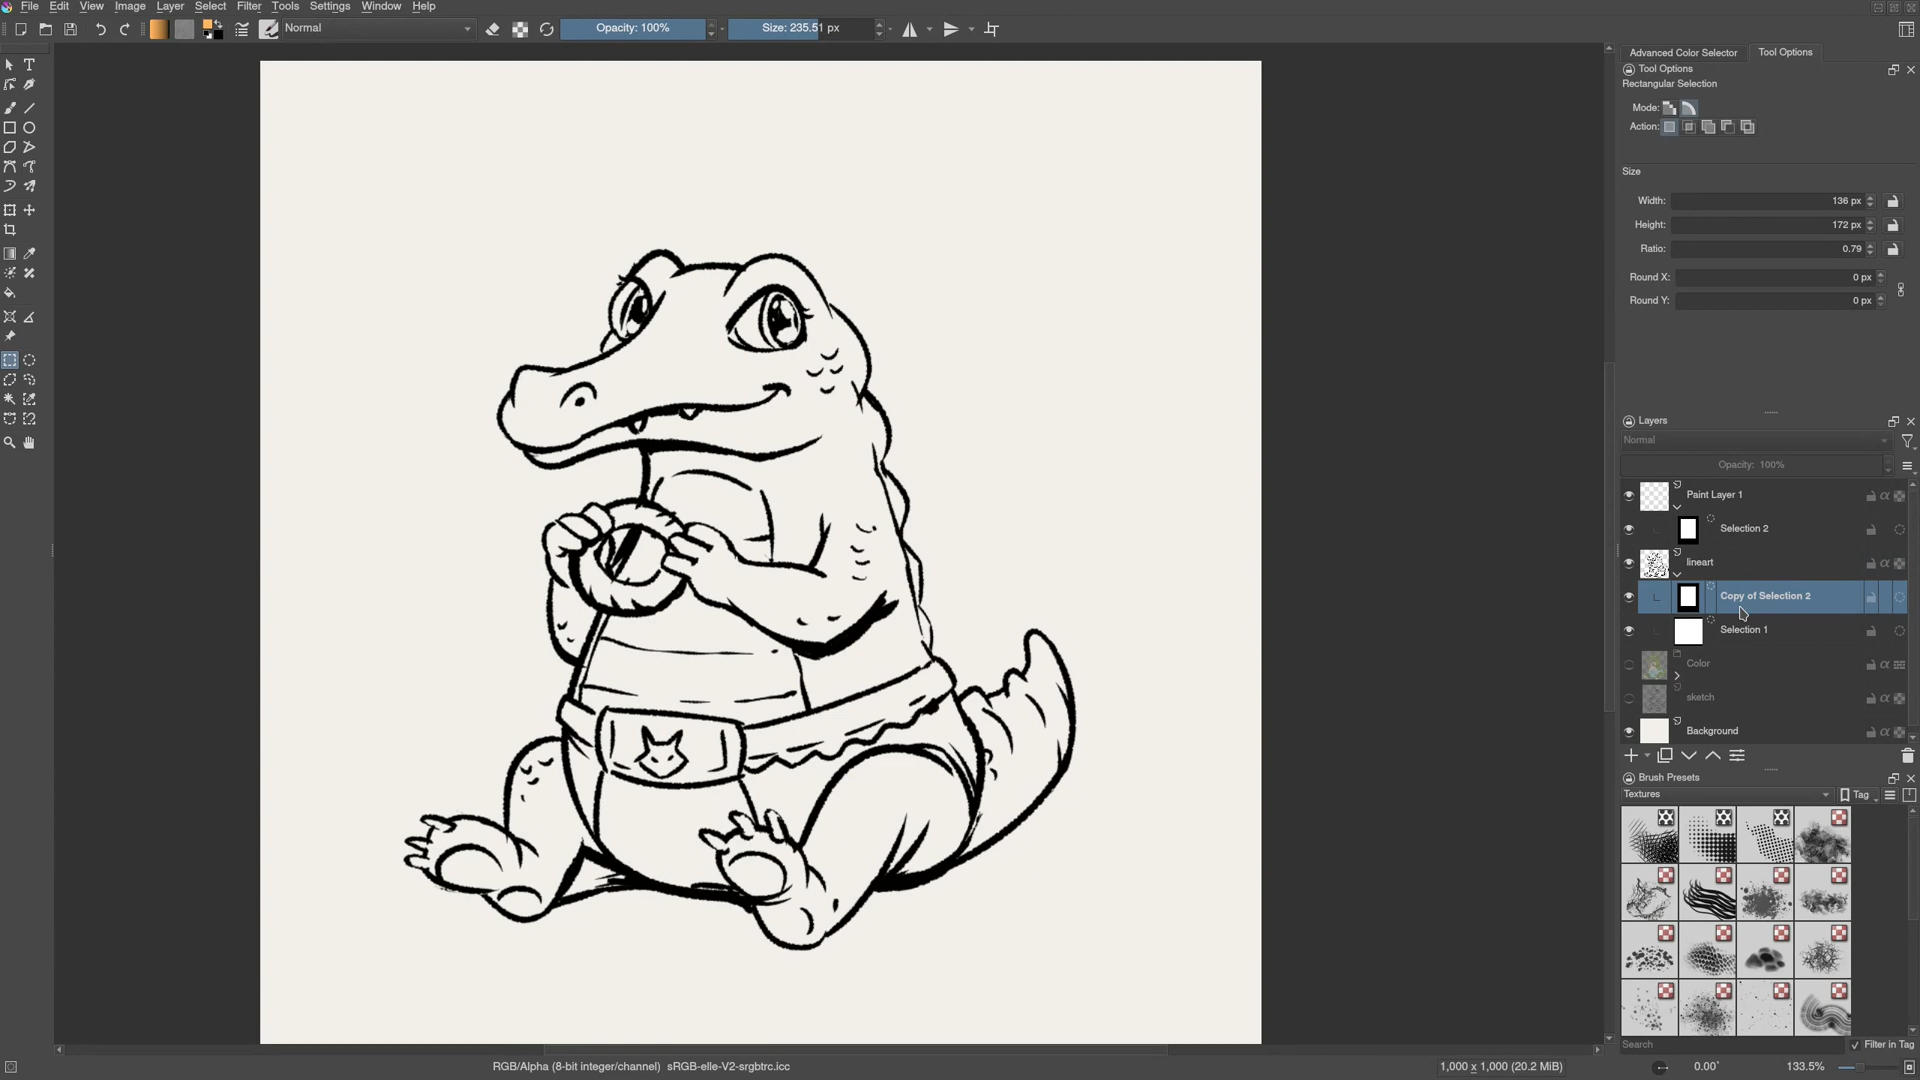 File Edit View Image Layer Select Filter Tools Settings Window Help
Normal
Opacity: 100%
Size: 235.51 px
Advanced Color Selector
Tool Options
Tool Options
Rectangular Selection
Mode:
Action:
Size
Width: 136 px
Height: 172 px
Ratio: 0.79
Round X: 0 px
Round Y: 0 px
Layers
Normal
Opacity: 100%
Paint Layer 1
Selection 2
lineart
Copy of Selection 2
Selection 1
Color
sketch
Background
Brush Presets
Textures
Tag
Search
Filter in Tag
RGB/Alpha (8-bit integer/channel) sRGB-elle-V2-srgbtrc.icc
1,000 x 1,000 (20.2 MiB)
0.00°
133.5%